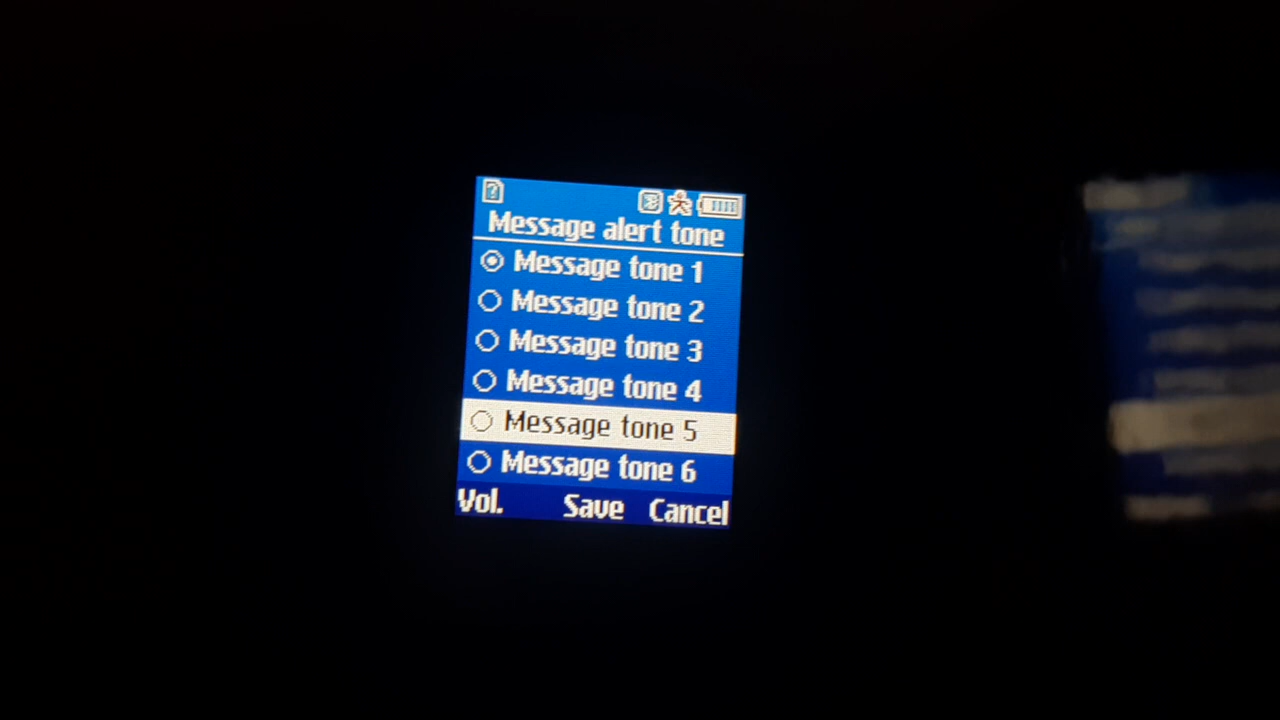 Message alert tone
Message tone 1
Message tone 2
Message tone 3
Message tone 4
Message tone 5
Message tone 6
Vol. Save Cancel